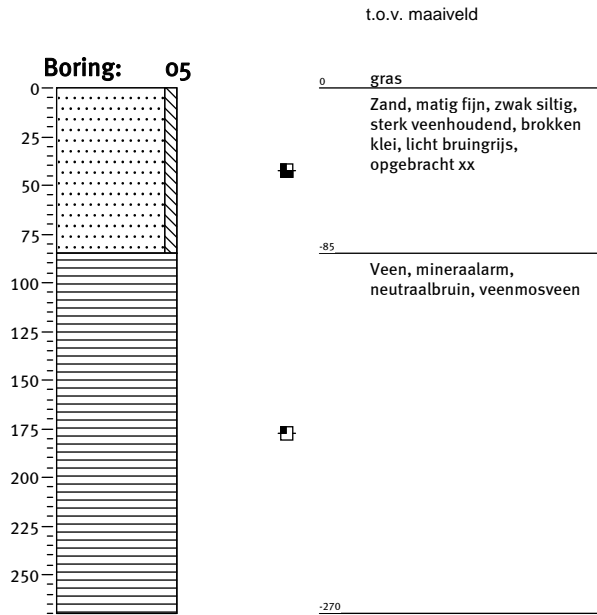 t.o.v. maaiveld
Boring: 05
0
25
50
75
100
125
150
175
200
225
250
0 gras
Zand, matig fijn, zwak siltig,
sterk veenhoudend, brokken
klei, licht bruingrijs,
opgebracht xx
-85
Veen, mineraalarm,
neutraalbruin, veenmosveen
-270